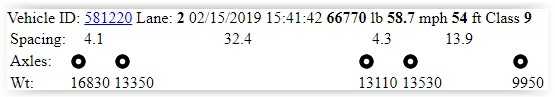 Vehicle ID: 581220 Lane: 2 02/15/2019 15:41:42 66770 lb 58.7 mph 54 ft Class 9
Spacing: 4.1 32.4 4.3 13.9
Axles:
Wt: 16830 13350 13110 13530 9950